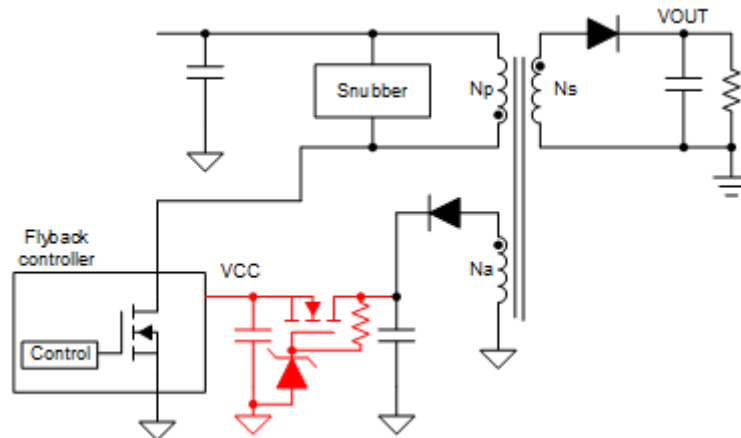 VOUT
Snubber
Np
Ns
Flyback
controller
VCC
Na
Control